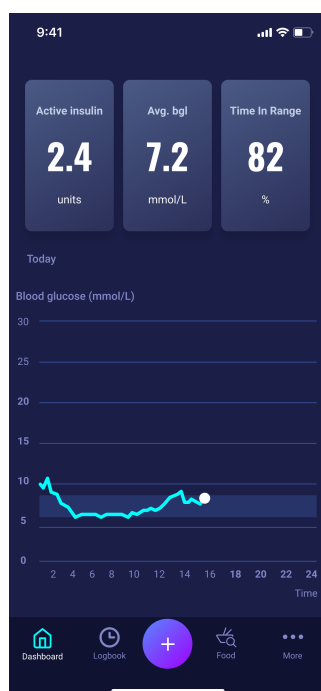 9:41
Active insulin Avg. bgl Time In Range
2.4 7.2 82
units mmol/L %
Today
Blood glucose (mmol/L)
30
25
20
15
10
5
0
2 4 6 8 10 12 14 16 18 20 22 24
Time
+
Dashboard Logbook Food More